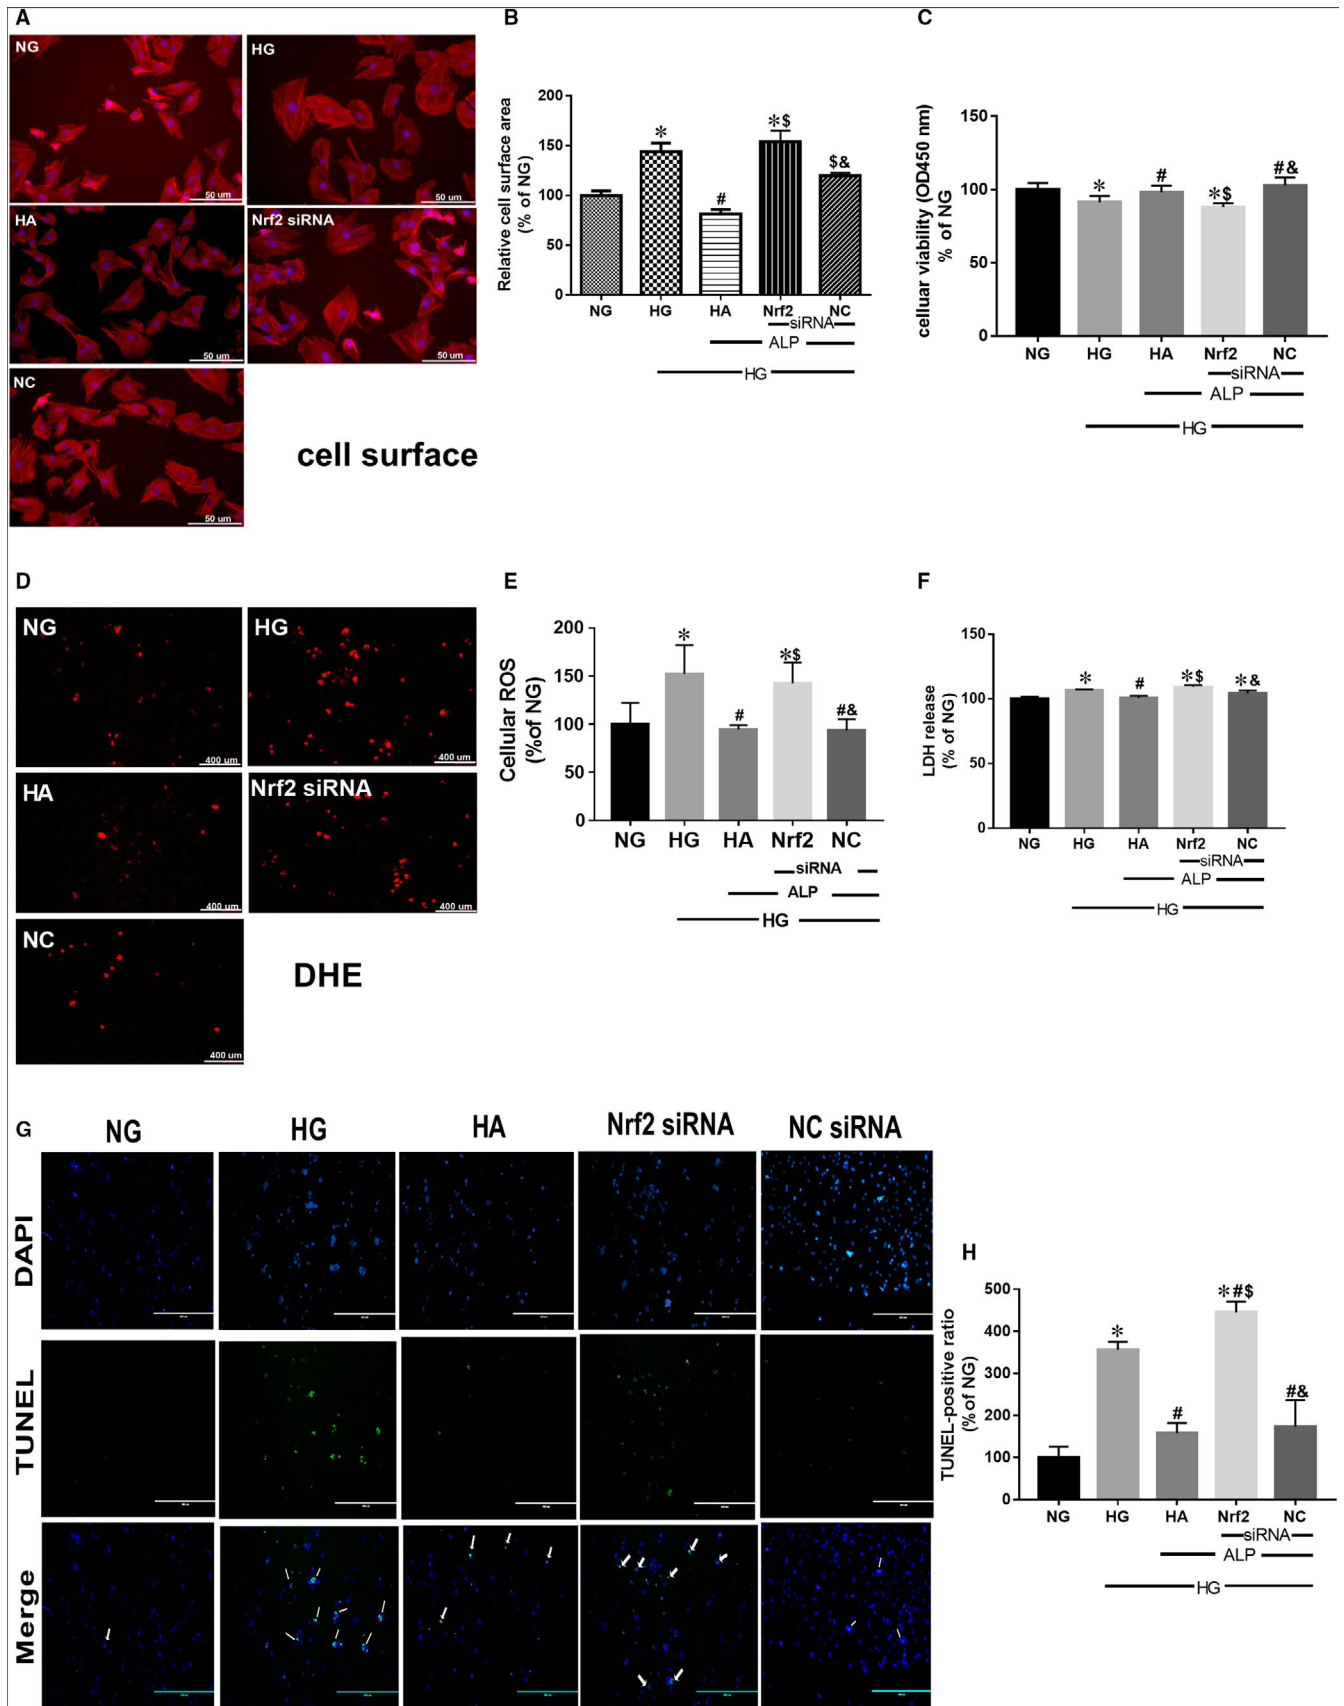 A
NG
50 um
HG
50 um
HA
50 um
Nrf2 siRNA
50 um
NC
50 um
cell surface
B
Relative cell surface area
(% of NG)
200
150
100
50
0
*
#
*$
$&
NG HG HA Nrf2 NC
siRNA
ALP
HG
C
celluar viability (OD450 nm)
% of NG
150
100
50
0
*
#
*$
#&
NG HG HA Nrf2 NC
siRNA
ALP
HG
D
NG
400 um
HG
400 um
HA
400 um
Nrf2 siRNA
400 um
NC
400 um
DHE
E
Cellular ROS
(%of NG)
200
150
100
50
0
*
#
*$
#&
NG HG HA Nrf2 NC
siRNA
ALP
HG
F
LDH release
(% of NG)
150
100
50
0
*
#
*$
*&
NG HG HA Nrf2 NC
siRNA
ALP
HG
G
NG HG HA Nrf2 siRNA NC siRNA
DAPI
TUNEL
Merge
H
TUNEL-positive ratio
(%of NG)
500
400
300
200
100
0
*
#
*#$
#&
NG HG HA Nrf2 NC
siRNA
ALP
HG